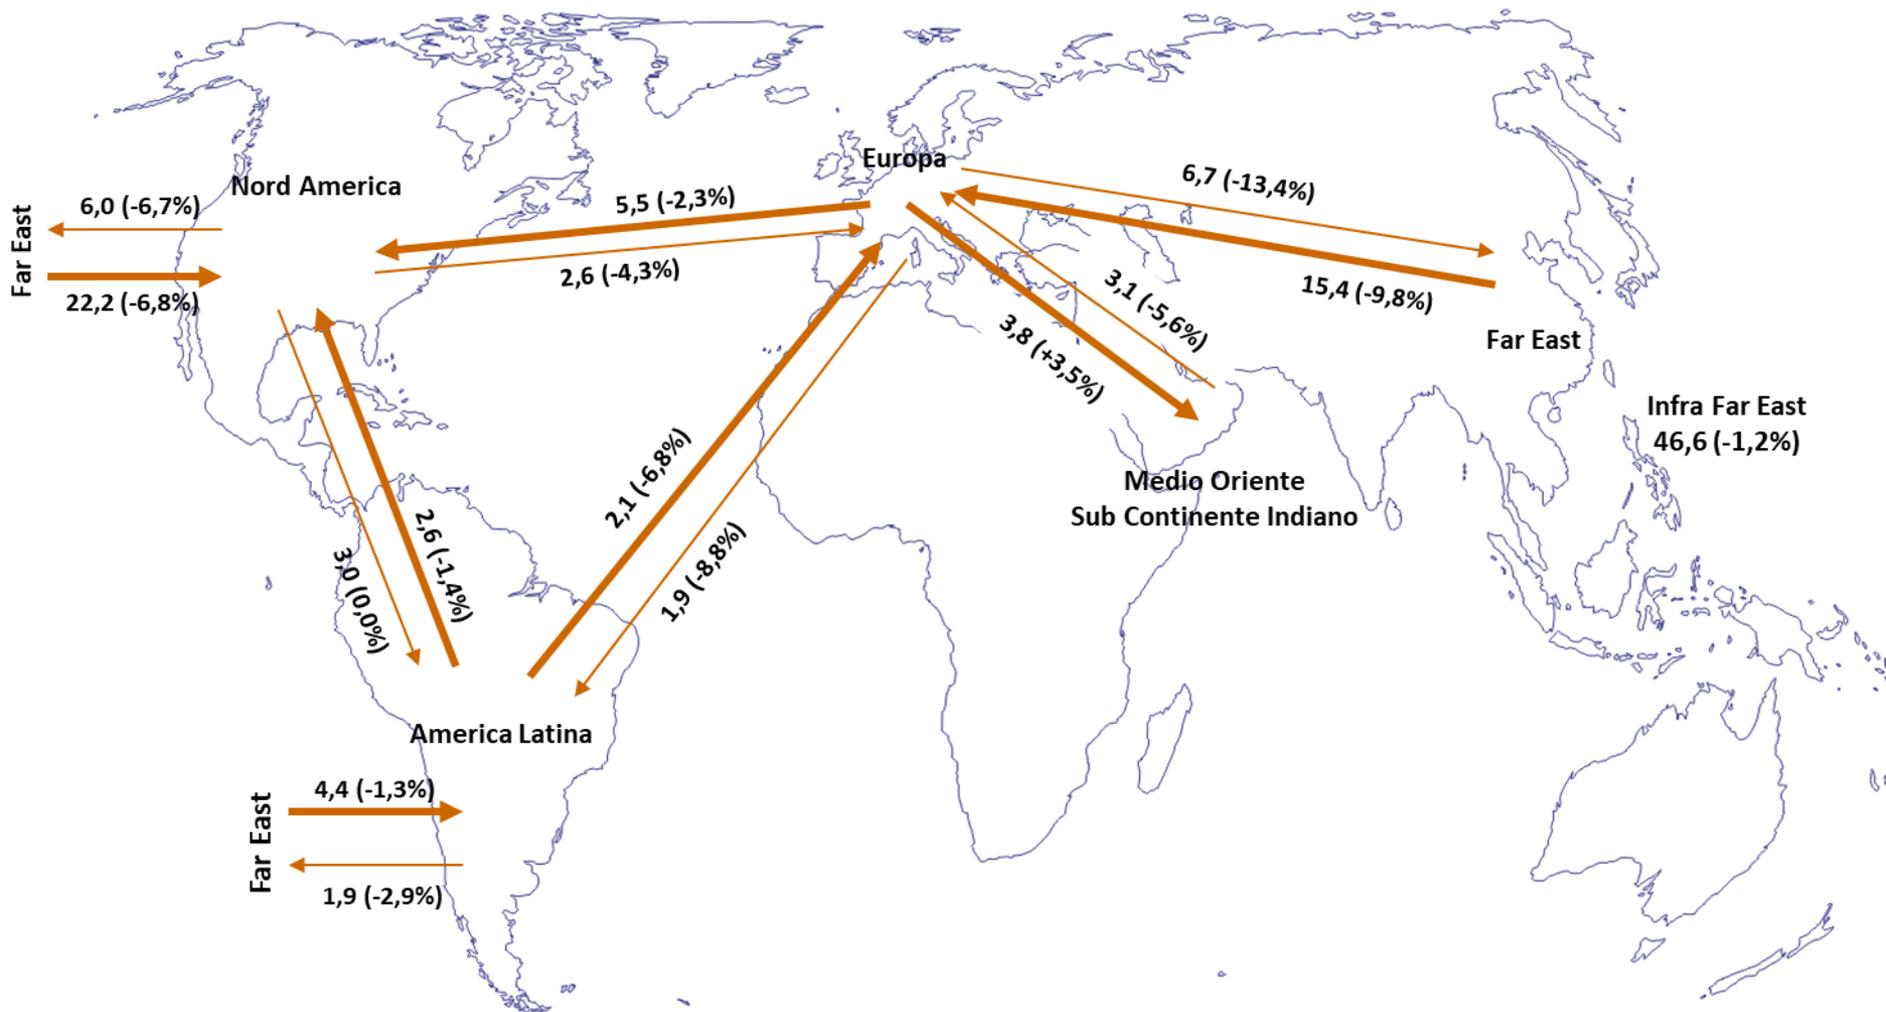 Europa
Nord America
6,7 (-13,4%)
5,5 (-2,3%)
6,0 (-6,7%)
Far East
22,2 (-6,8%)
2,6 (-4,3%)
3,1 (-5,6%)
15,4 (-9,8%)
3,8 (+3,5%)
Far East
Infra Far East
46,6 (-1,2%)
2,1 (-6,8%)
Medio Oriente
Sub Continente Indiano
2,6 (-1,4%)
3,0 (0,0%)
1,9 (-8,8%)
America Latina
4,4 (-1,3%)
Far East
1,9 (-2,9%)